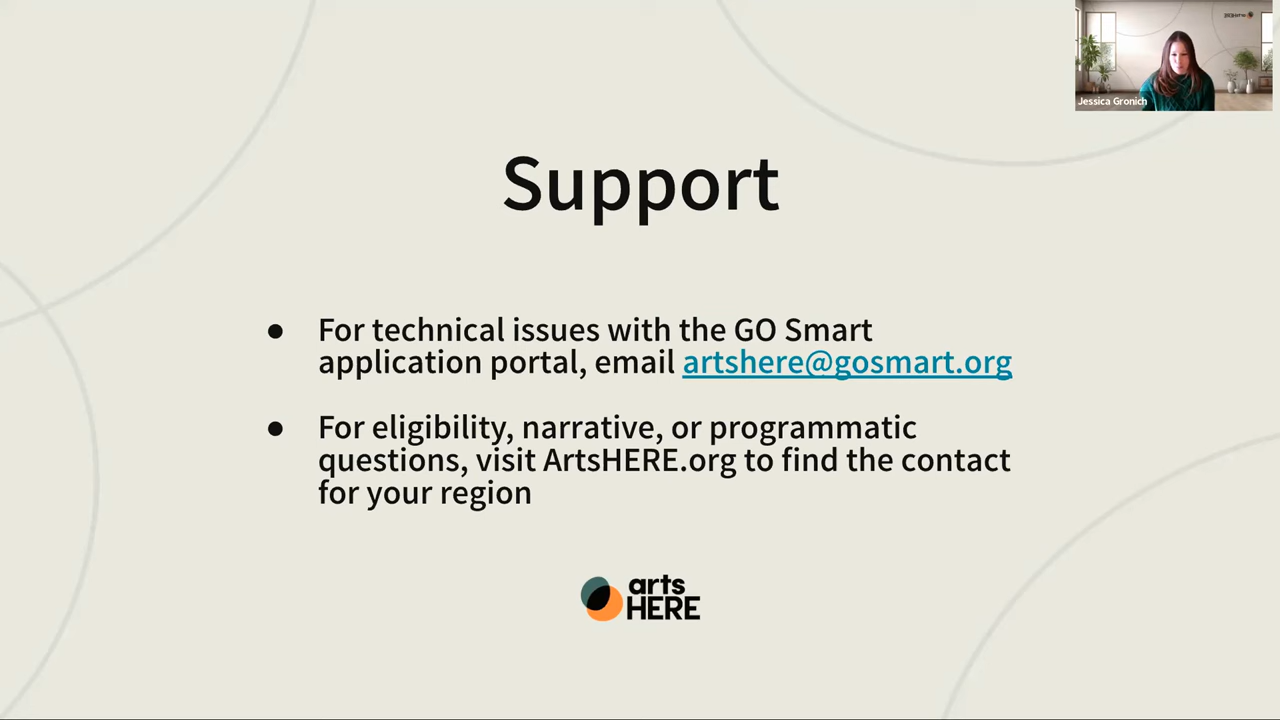 Jessica Gronich
Support
● For technical issues with the GO Smart
application portal, email artshere@gosmart.org
● For eligibility, narrative, or programmatic
questions, visit ArtsHERE.org to find the contact
for your region
arts
HERE